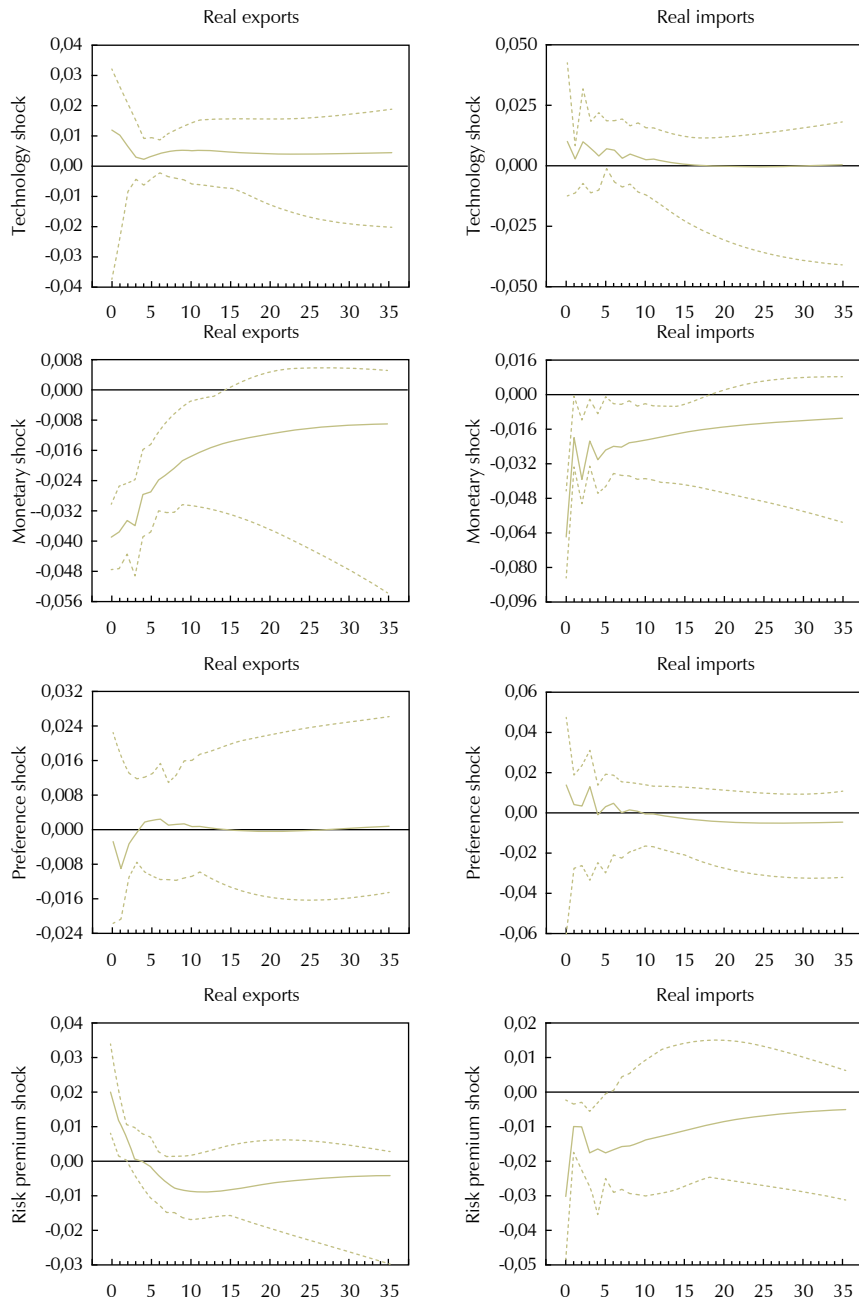 Real exports
Technology shock
0,04
0,03
0,02
0,01
0,00
-0,01
-0,02
-0,03
-0,04
0 5 10 15 20 25 30 35
Real imports
Technology shock
0,050
0,025
0,000
-0,025
-0,050
0 5 10 15 20 25 30 35
Real exports
Monetary shock
0,008
0,000
-0,008
-0,016
-0,024
--0,032
-0,040
-0,048
-0,056
0 5 10 15 20 25 30 35
Real imports
Monetary shock
0,016
0,000
-0,016
-0,032
-0,048
-0,064
-0,080
-0,096
0 5 10 15 20 25 30 35
Real exports
Preference shock
0,032
0,024
0,016
0,008
0,000
-0,008
-0,016
-0,024
0 5 10 15 20 25 30 35
Real imports
Preference shock
0,06
0,04
0,02
0,00
-0,02
-0,04
-0,06
0 5 10 15 20 25 30 35
Real exports
Risk premium shock
0,04
0,03
0,02
0,01
0,00
-0,01
-0,02
-0,03
0 5 10 15 20 25 30 35
Real imports
Risk premium shock
0,02
0,01
0,00
-0,01
-0,02
-0,03
-0,04
-0,05
0 5 10 15 20 25 30 35